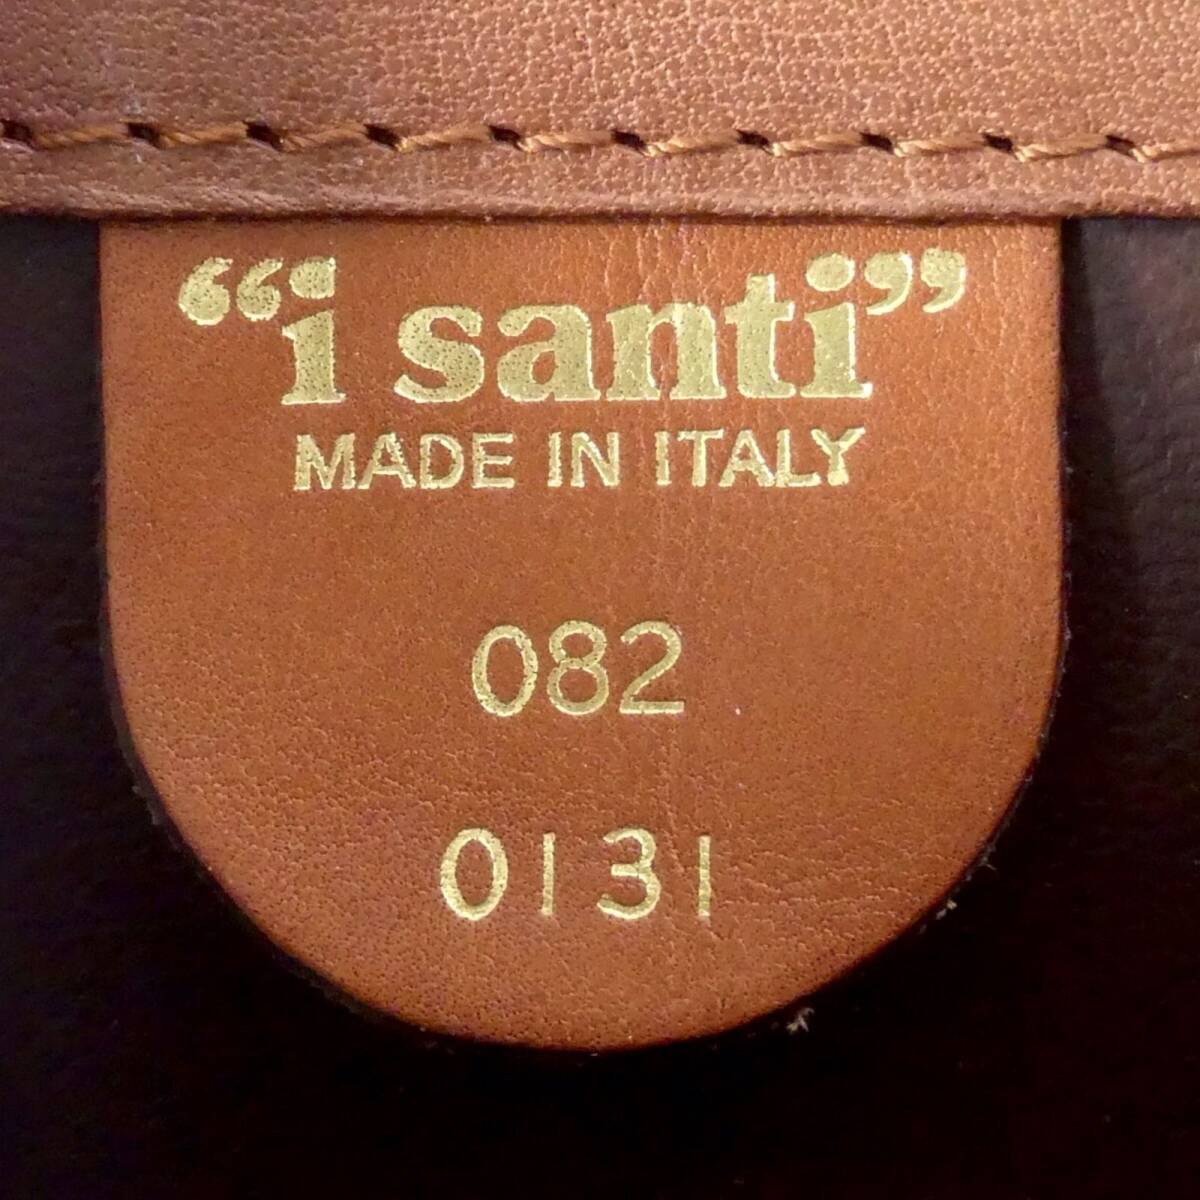 “i santi”
MADE IN ITALY
082
0131